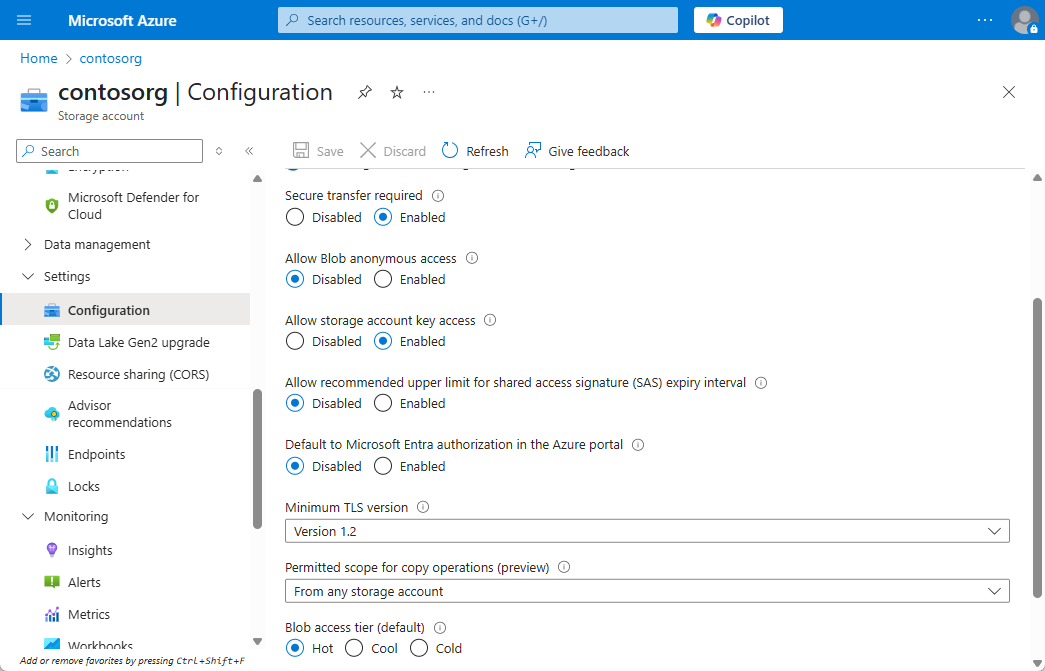 Microsoft Azure
Search resources, services, and docs (G+/)
Copilot
Home > contosorg
contosorg | Configuration
Storage account
Search
Save
Discard
Refresh
Give feedback
Encryption
Microsoft Defender for
Cloud
Data management
Settings
Configuration
Data Lake Gen2 upgrade
Resource sharing (CORS)
Advisor
recommendations
Endpoints
Locks
Monitoring
Insights
Alerts
Metrics
Workbooks
Add or remove favorites by pressing Ctrl+Shift+F
Secure transfer required
Disabled Enabled
Allow Blob anonymous access
Disabled Enabled
Allow storage account key access
Disabled Enabled
Allow recommended upper limit for shared access signature (SAS) expiry interval
Disabled Enabled
Default to Microsoft Entra authorization in the Azure portal
Disabled Enabled
Minimum TLS version
Version 1.2
Permitted scope for copy operations (preview)
From any storage account
Blob access tier (default)
Hot Cool Cold